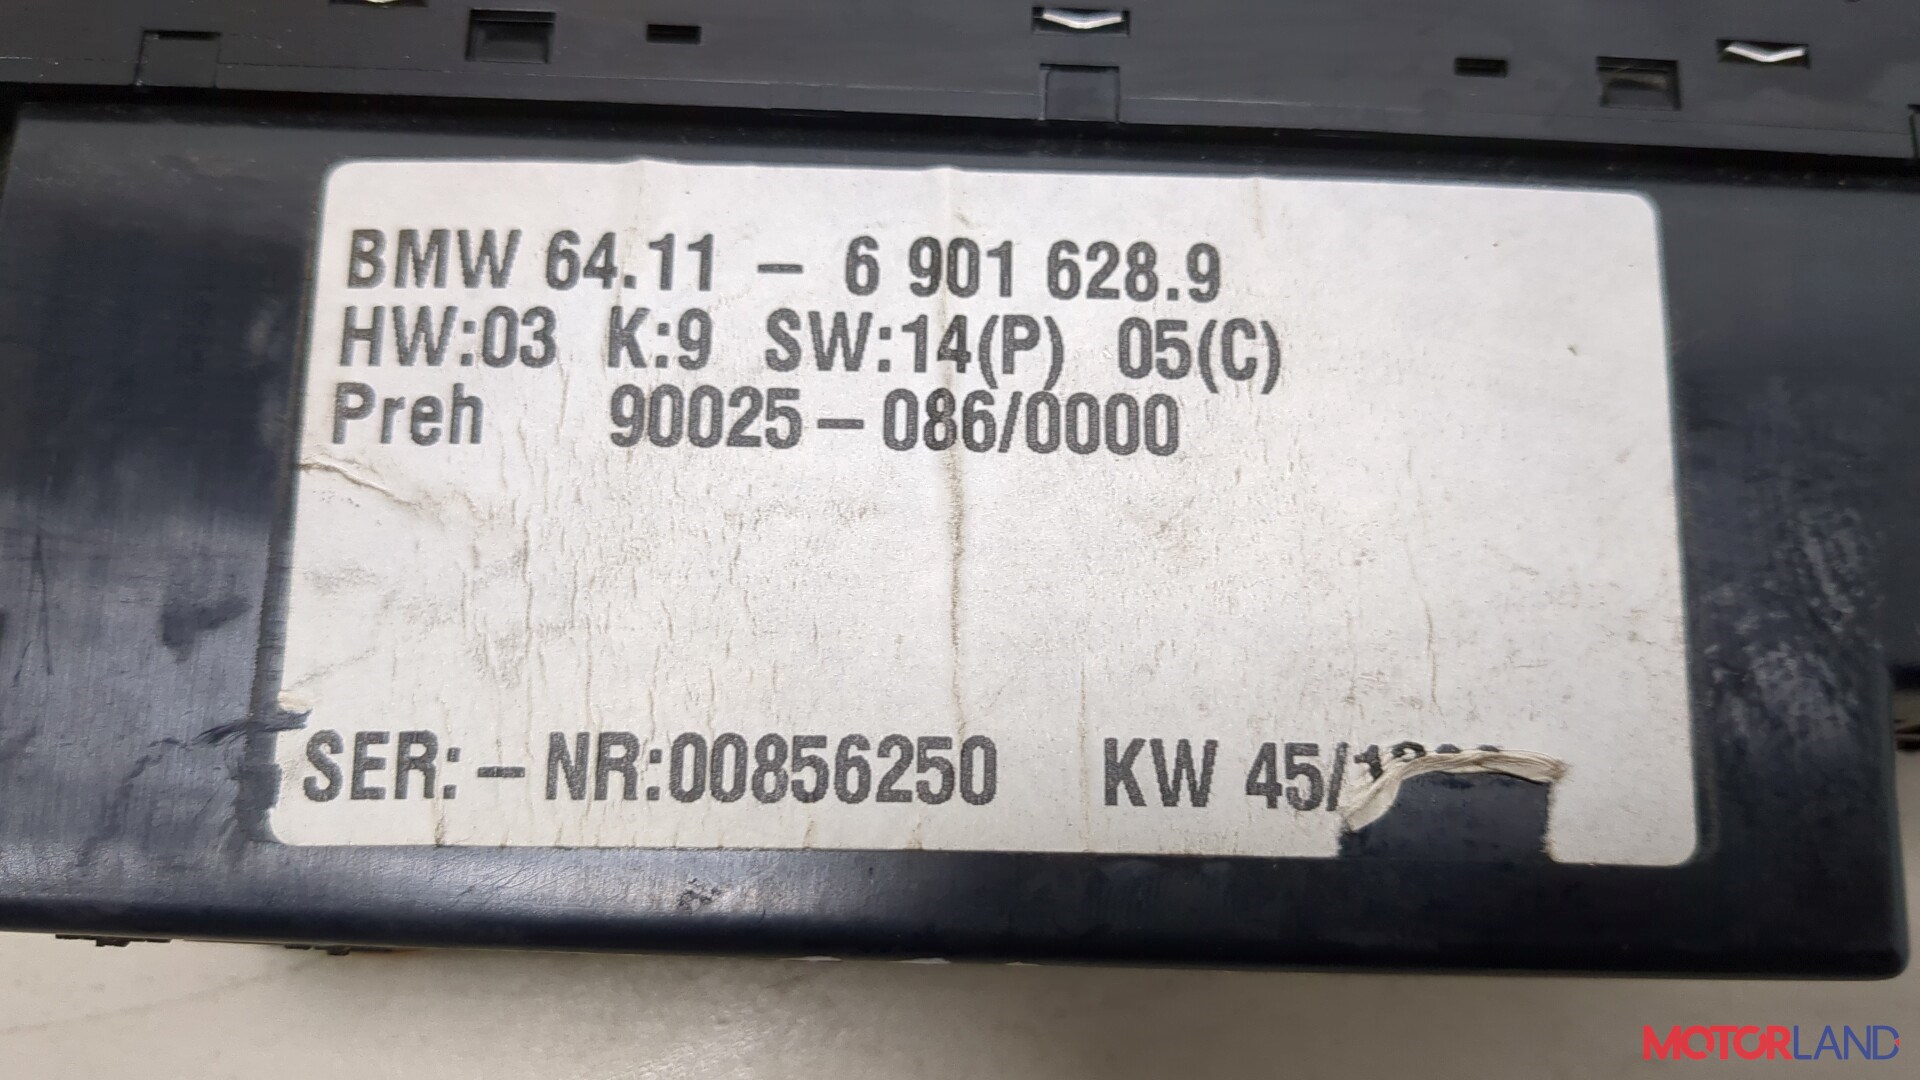 BMW 64.11 – 6 901 628.9
HW:03 K:9 SW:14(P) 05(C)
Preh 90025–086/0000
SER:–NR:00856250 KW 45/
MOTORLAND